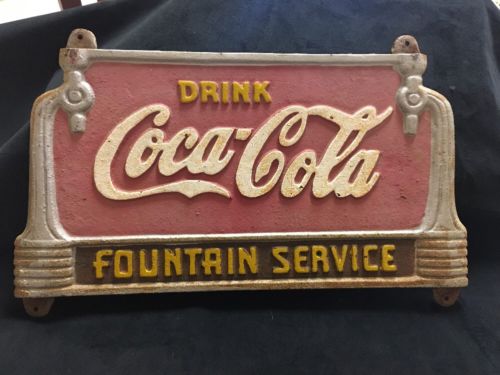 DRINK
Coca-Cola
FOUNTAIN SERVICE